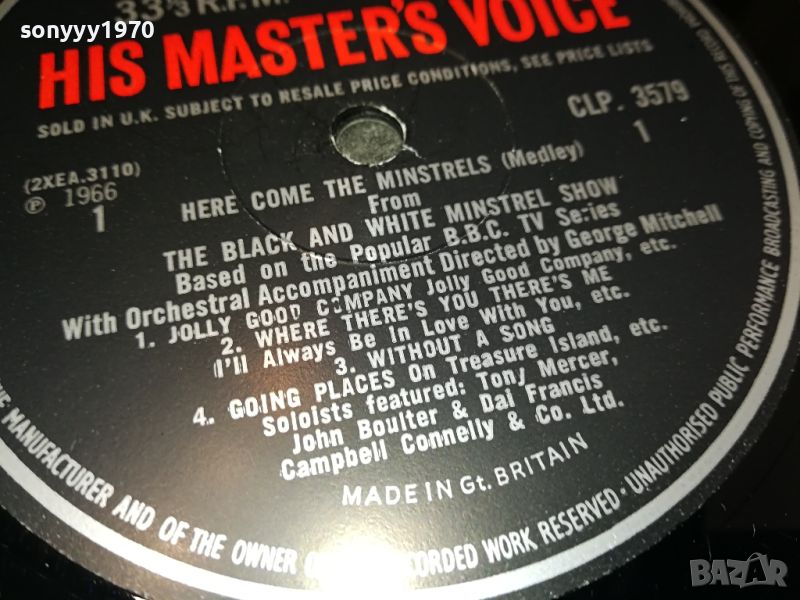 sonyyy1970
33⅓ R.P.M.
HIS MASTER'S VOICE
SOLD IN U.K. SUBJECT TO RESALE PRICE CONDITIONS, SEE PRICE LISTS
CLP. 3579
1
(2XEA.3110)
℗ 1966
1
HERE COME THE MINSTRELS (Medley)
From
THE BLACK AND WHITE MINSTREL SHOW
Based on the Popular B.B.C. TV Series
With Orchestral Accompaniment Directed by George Mitchell
1. JOLLY GOOD COMPANY Jolly Good Company, etc.
2. WHERE THERE'S YOU THERE'S ME
I'll Always Be In Love With You, etc.
3. WITHOUT A SONG
4. GOING PLACES On Treasure Island, etc.
Soloists featured: Tony Mercer,
John Boulter & Dai Francis
Campbell Connelly & Co. Ltd.
MADE IN Gt. BRITAIN
MANUFACTURER AND OF THE OWNER OF RECORDED WORK RESERVED · UNAUTHORISED PUBLIC PERFORMANCE BROADCASTING AND COPYING OF THIS RECORD
BAZAR